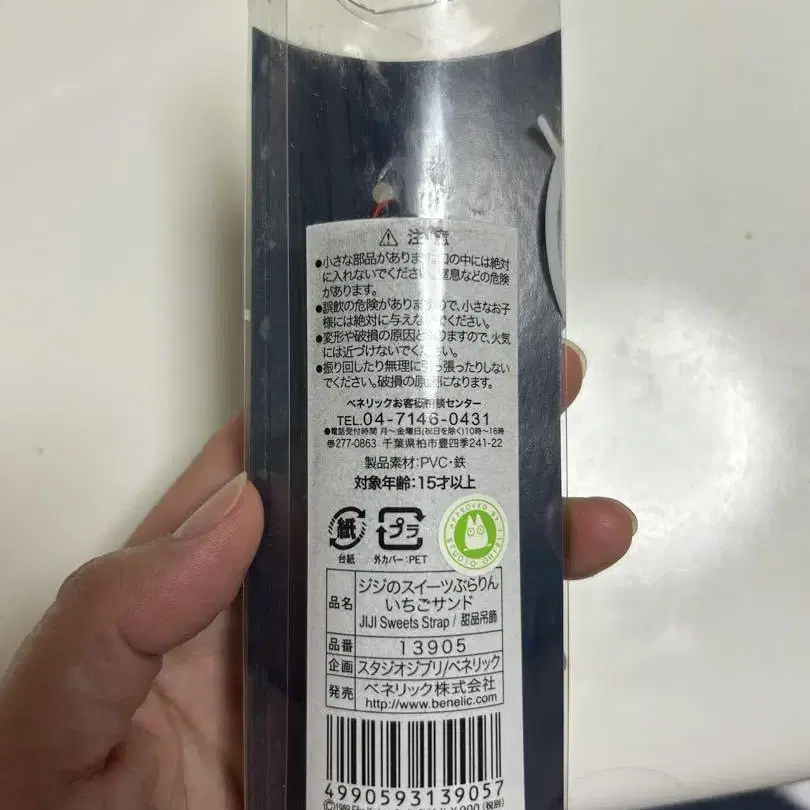 ⚠ 注意
●小さな部品があります。口の中には絶対
に入れないでください。窒息などの危険
があります。
●誤飲の危険がありますので、小さなお子
様には絶対に与えないでください。
●変形や破損の原因となりますので、火気
には近づけないでください。
●振り回したり無理に引っ張ったりしない
でください。破損の原因になります。
ベネリックお客様相談センター
TEL.04-7146-0431
●電話受付時間 月〜金曜日(祝日を除く)10時〜16時
〠277-0863 千葉県柏市豊四季241-22
製品素材:PVC・鉄
対象年齢:15才以上
紙 プラ
台紙 外カバー:PET
APPROVED BY
STUDIO GHIBLI
品名 ジジのスイーツぶらりん
いちごサンド
JIJI Sweets Strap / 甜品吊飾
品番 13905
企画 スタジオジブリ/ベネリック
発売 ベネリック株式会社
http://www.benelic.com
4990593139057
©1989 ¥900(税別)